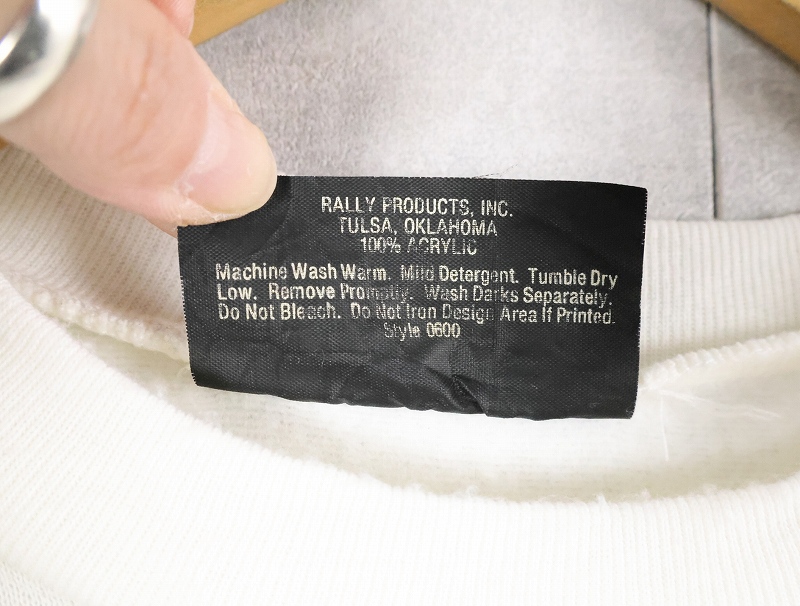 RALLY PRODUCTS, INC.
TULSA, OKLAHOMA
100% ACRYLIC
Machine Wash Warm. Mild Detergent. Tumble Dry
Low. Remove Promptly. Wash Darks Separately.
Do Not Bleach. Do Not Iron Design Area If Printed.
Style 0600